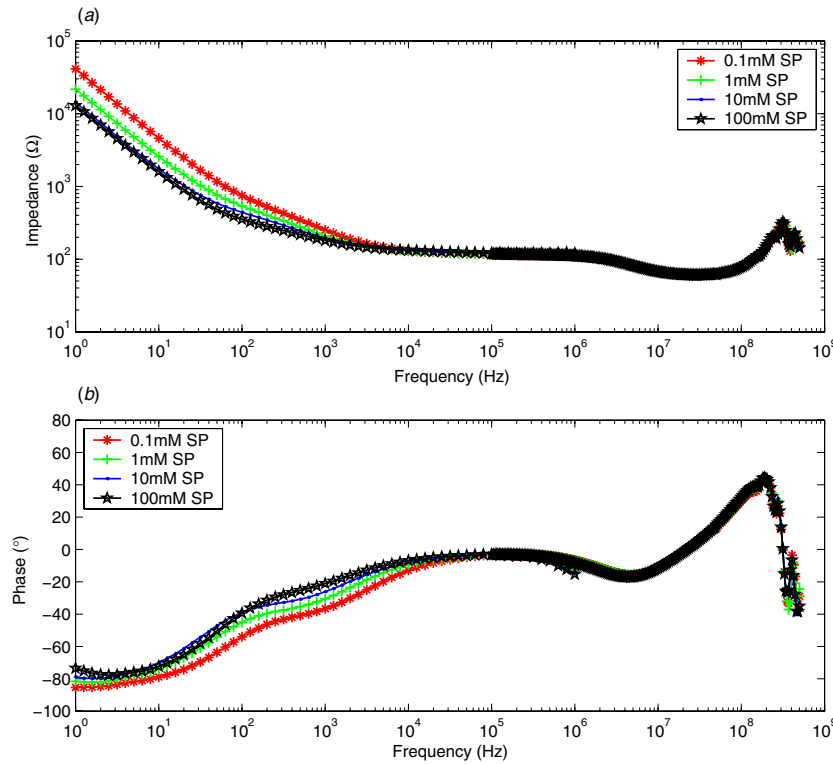 (a)
10^5
10^4
10^3
10^2
10^1
Impedance (Ω)
0.1mM SP
1mM SP
10mM SP
100mM SP
10^0 10^1 10^2 10^3 10^4 10^5 10^6 10^7 10^8 10^9
Frequency (Hz)
(b)
80
60
40
20
0
−20
−40
−60
−80
−100
Phase (°)
0.1mM SP
1mM SP
10mM SP
100mM SP
10^0 10^1 10^2 10^3 10^4 10^5 10^6 10^7 10^8 10^9
Frequency (Hz)